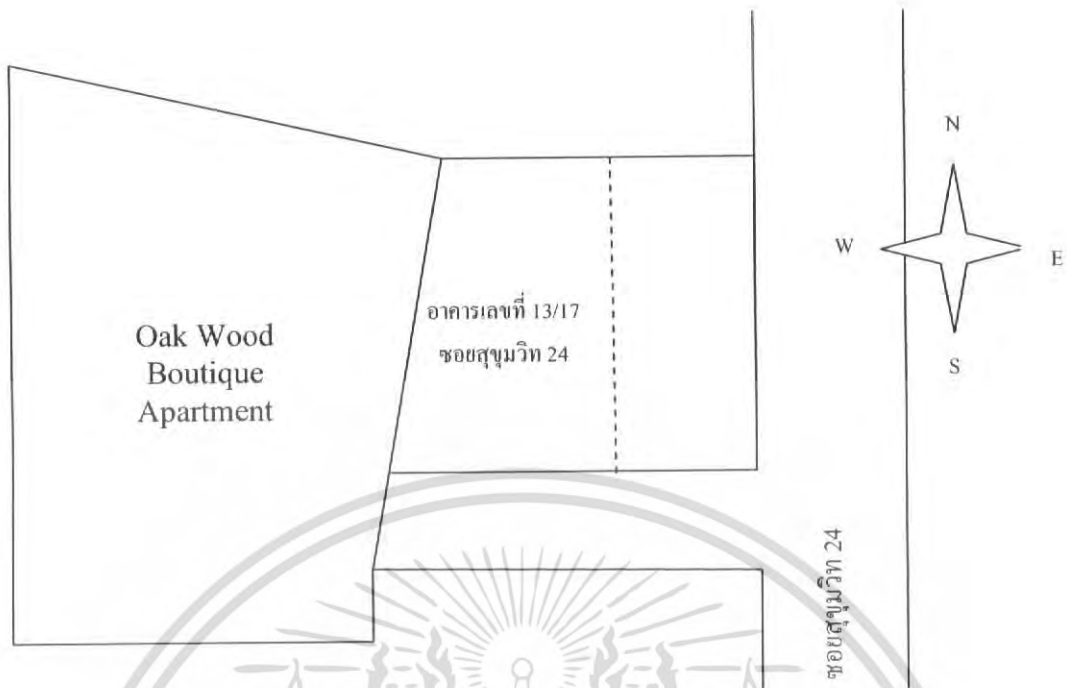 N
W
E
S
อาคารเลขที่ 13/17
ซอยสุขุมวิท 24
Oak Wood
Boutique
Apartment
ซอยสุขุมวิท 24